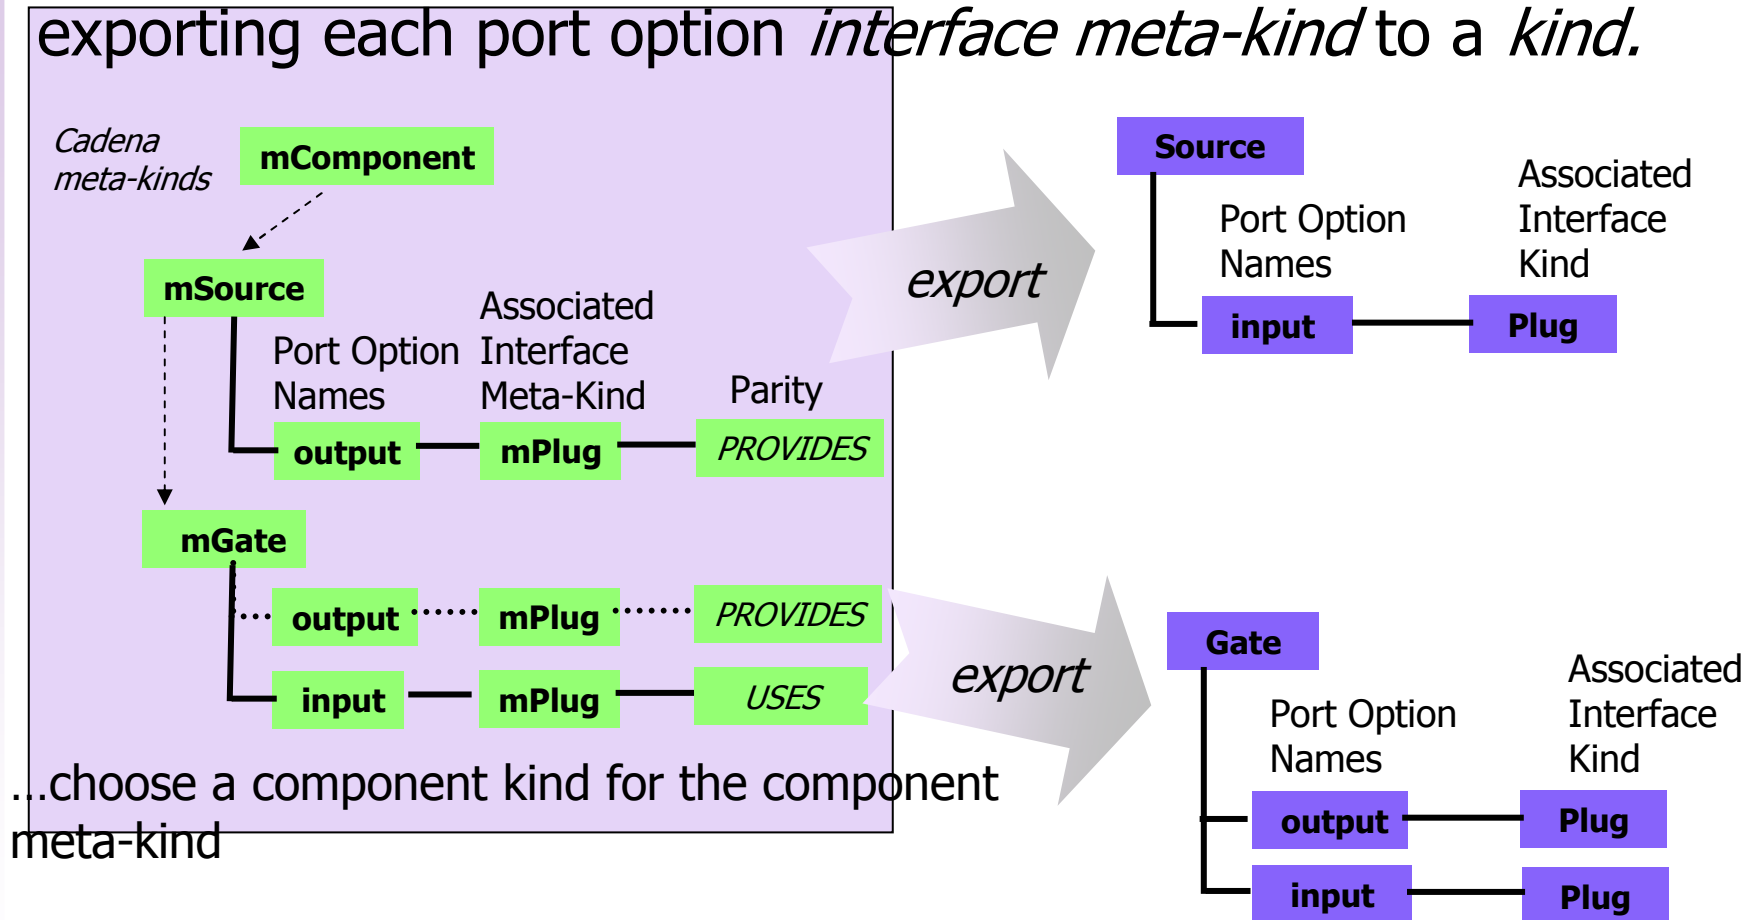 exporting each port option interface meta-kind to a kind.
Cadena
meta-kinds
mComponent
mSource
Port Option
Names
Associated
Interface
Meta-Kind
Parity
output
mPlug
PROVIDES
mGate
output
mPlug
PROVIDES
input
mPlug
USES
...choose a component kind for the component
meta-kind
export
Source
Port Option
Names
Associated
Interface
Kind
input
Plug
export
Gate
Port Option
Names
Associated
Interface
Kind
output
Plug
input
Plug